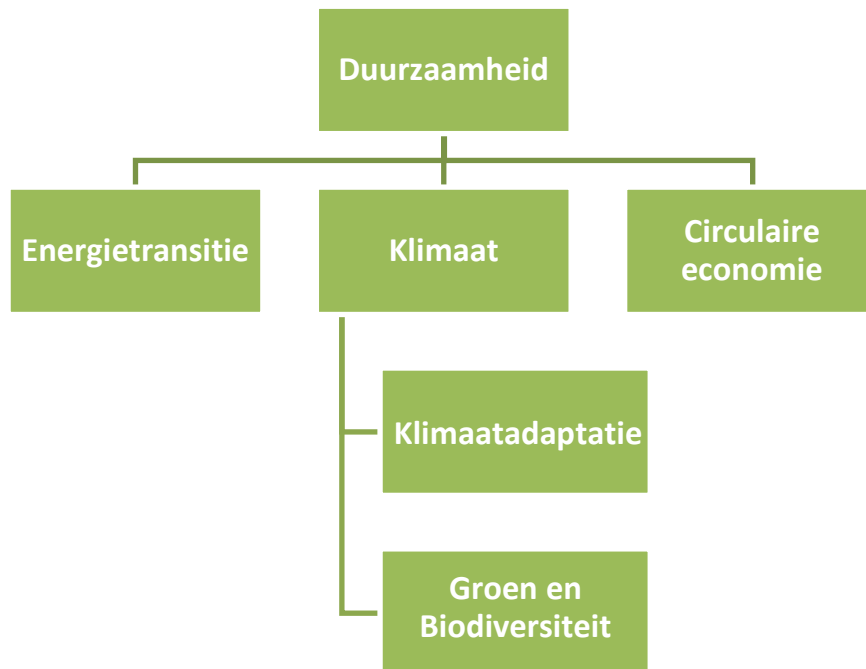 Duurzaamheid
Energietransitie
Klimaat
Circulaire
economie
Klimaatadaptatie
Groen en
Biodiversiteit